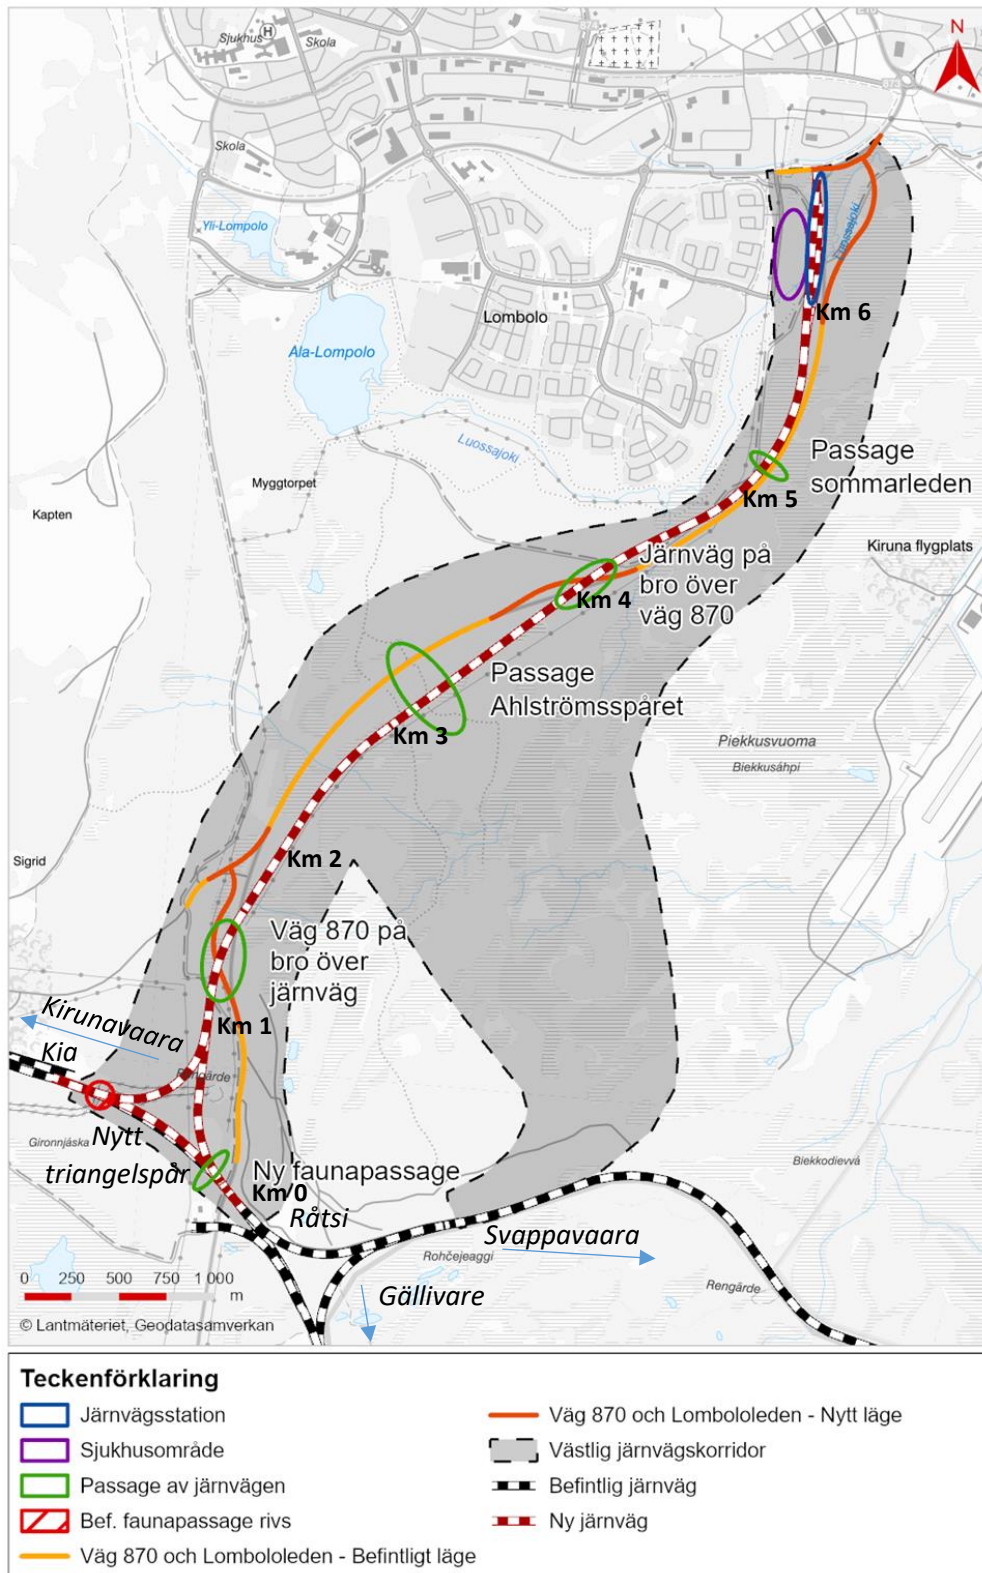 Sjukhus
H
Skola
N
Skola
Yli-Lompolo
Luossajoki
Lombolo
Km 6
Ala-Lompolo
Luossajoki
Passage
sommarleden
Myggtorpet
Km 5
Kapten
Kiruna flygplats
Järnväg på
bro över
väg 870
Km 4
Passage
Ahlströmsspåret
Km 3
Piekkusvuoma
Biekkusáhpi
Km 2
Sigrid
Väg 870 på
bro över
järnväg
Kirunavaara
Km 1
Kia
Rengärde
Nytt
triangelspår
Gironnjáska
Ny faunapassage
Km 0
Biekkodievvá
Råtsi
Svappavaara
Rohčejeaggi
Rengärde
Gällivare
0 250 500 750 1 000
m
© Lantmäteriet, Geodatasamverkan
Teckenförklaring
Järnvägsstation
Sjukhusområde
Passage av järnvägen
Bef. faunapassage rivs
Väg 870 och Lombololeden - Befintligt läge
Väg 870 och Lombololeden - Nytt läge
Västlig järnvägskorridor
Befintlig järnväg
Ny järnväg